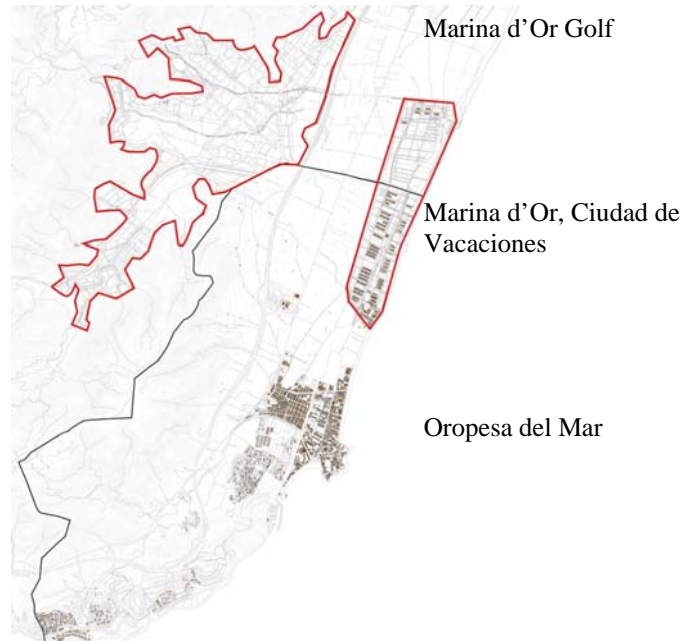 Marina d’Or Golf
Marina d’Or, Ciudad de
Vacaciones
Oropesa del Mar